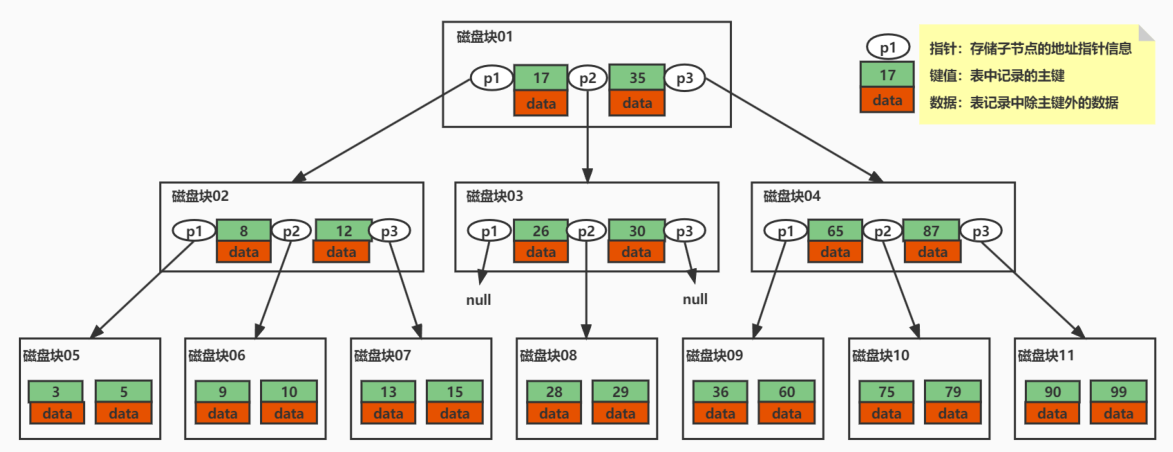 磁盘块01
p1 17 p2 35 p3
data data
p1 指针：存储子节点的地址指针信息
17 键值：表中记录的主键
data 数据：表记录中除主键外的数据
磁盘块02
p1 8 p2 12 p3
data data
磁盘块03
p1 26 p2 30 p3
data data
null null
磁盘块04
p1 65 p2 87 p3
data data
磁盘块05
3 5
data data
磁盘块06
9 10
data data
磁盘块07
13 15
data data
磁盘块08
28 29
data data
磁盘块09
36 60
data data
磁盘块10
75 79
data data
磁盘块11
90 99
data data